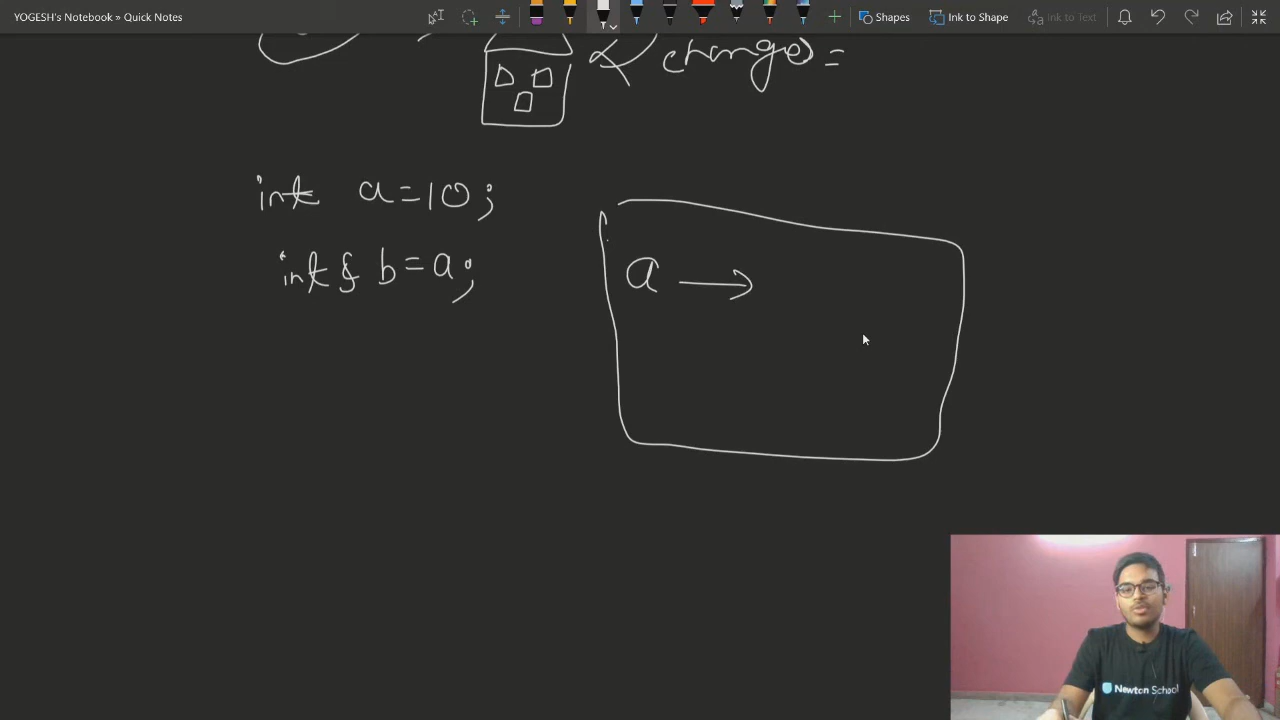 YOGESH's Notebook » Quick Notes
Shapes
Ink to Shape
Ink to Text
changes =
int a=10;
int& b=a;
a →
Newton School